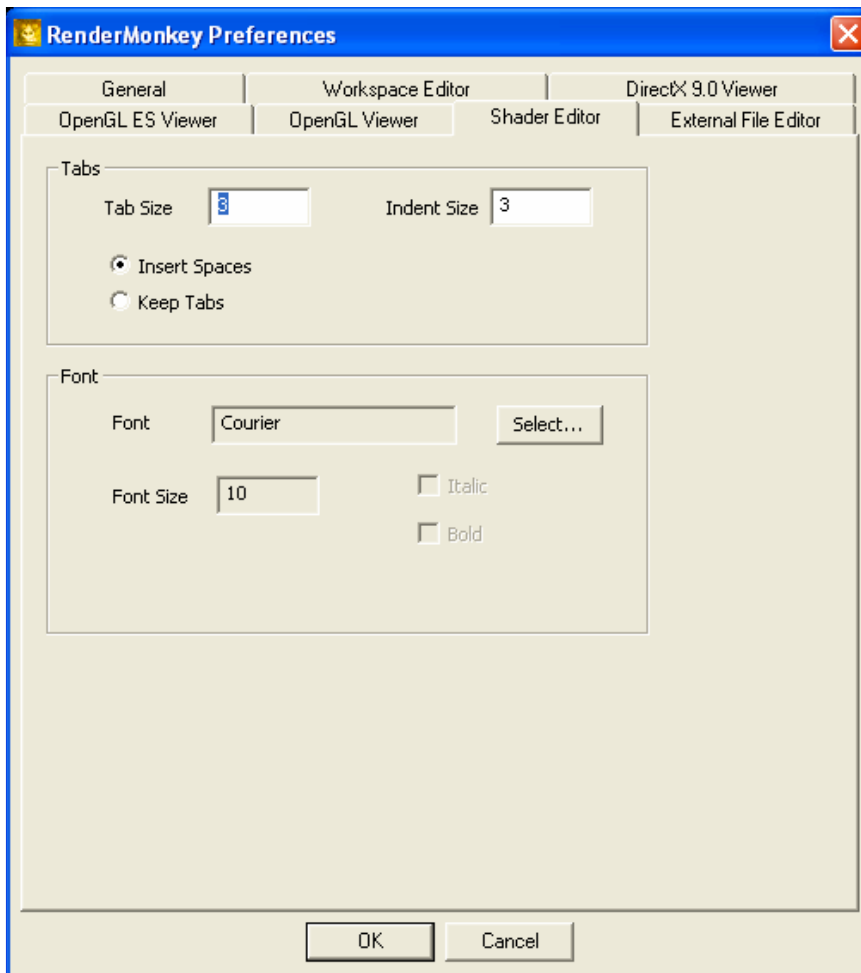 RenderMonkey Preferences
General Workspace Editor DirectX 9.0 Viewer
OpenGL ES Viewer OpenGL Viewer Shader Editor External File Editor
Tabs
Tab Size 3 Indent Size 3
Insert Spaces
Keep Tabs
Font
Font Courier Select...
Font Size 10 Italic
Bold
OK Cancel